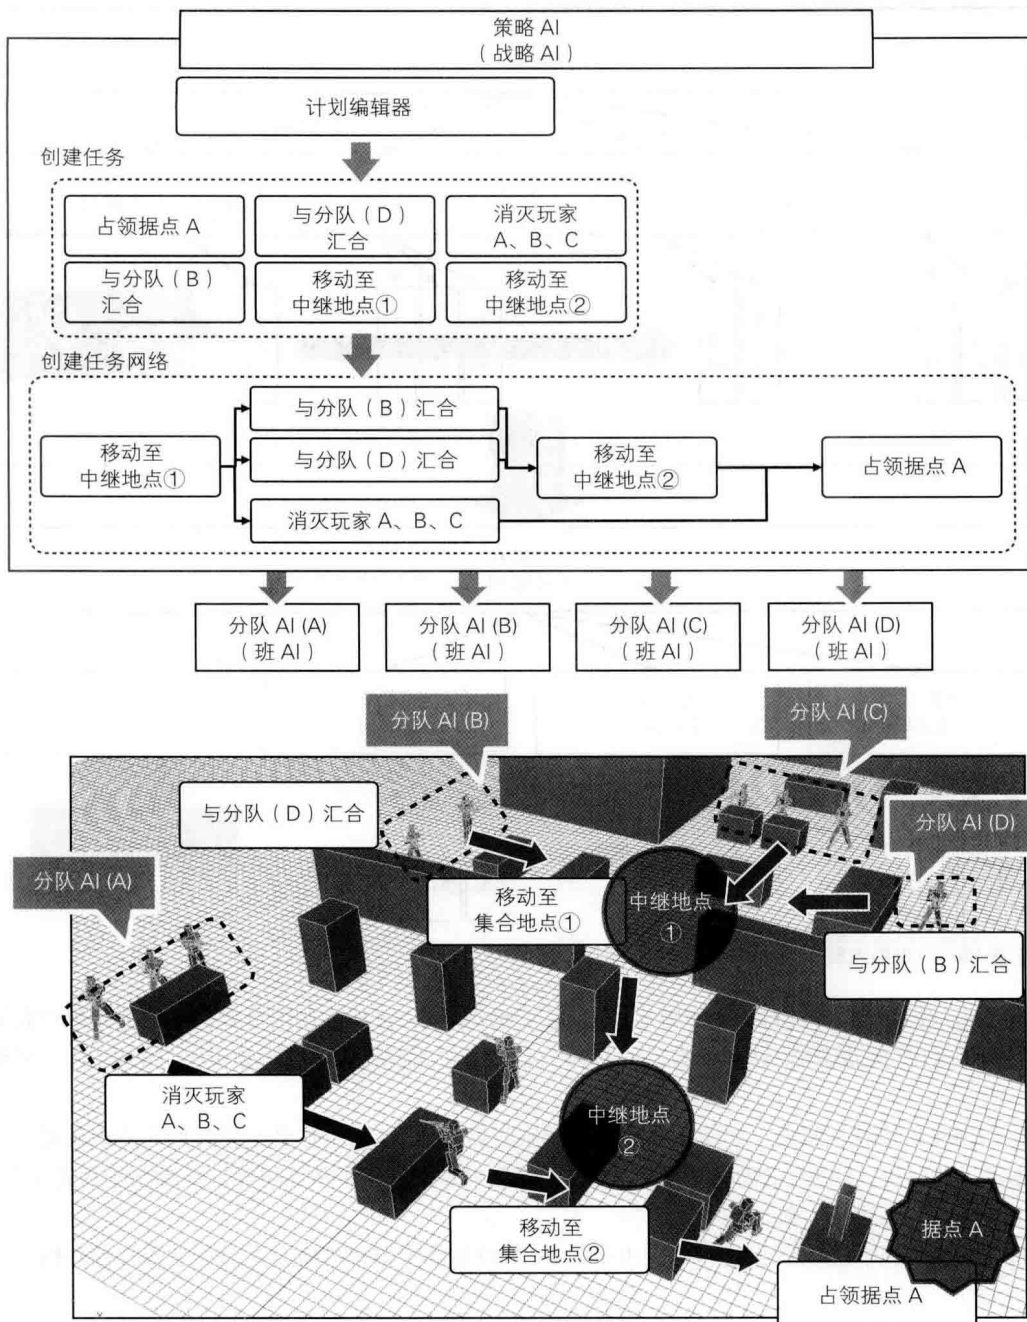 策略 AI
（战略 AI）
计划编辑器
创建任务
占领据点 A
与分队（D）
汇合
消灭玩家
A、B、C
与分队（B）
汇合
移动至
中继地点①
移动至
中继地点②
创建任务网络
移动至
中继地点①
与分队（B）汇合
与分队（D）汇合
消灭玩家 A、B、C
移动至
中继地点②
占领据点 A
分队 AI (A)
（班 AI）
分队 AI (B)
（班 AI）
分队 AI (C)
（班 AI）
分队 AI (D)
（班 AI）
分队 AI (B)
分队 AI (C)
与分队（D）汇合
分队 AI (D)
分队 AI (A)
移动至
集合地点①
中继地点
①
与分队（B）汇合
消灭玩家
A、B、C
中继地点
②
移动至
集合地点②
据点 A
占领据点 A